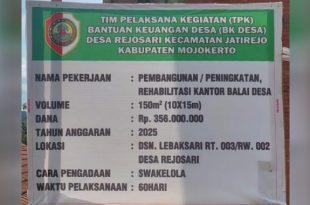 TIM PELAKSANA KEGIATAN (TPK)
BANTUAN KEUANGAN DESA (BK DESA)
DESA REJOSARI KECAMATAN JATIREJO
KABUPATEN MOJOKERTO
NAMA PEKERJAAN : PEMBANGUNAN / PENINGKATAN,
REHABILITASI KANTOR BALAI DESA
VOLUME : 150m² (10X15m)
DANA : Rp. 356.000.000
TAHUN ANGGARAN : 2025
LOKASI : DSN. LEBAKSARI RT. 003/RW. 002
DESA REJOSARI
CARA PENGADAAN : SWAKELOLA
WAKTU PELAKSANAAN : 60HARI